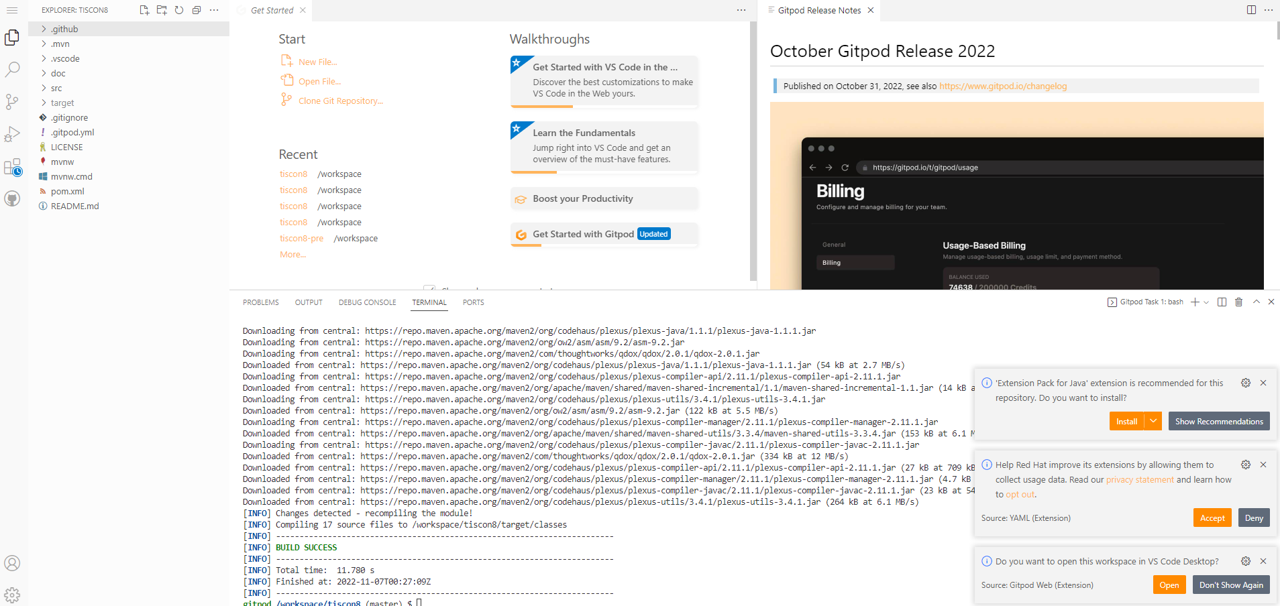 EXPLORER: TISCON8
.github
.mvn
.vscode
doc
src
target
.gitignore
.gitpod.yml
LICENSE
mvnw
mvnw.cmd
pom.xml
README.md
Get Started
Start
New File...
Open File...
Clone Git Repository...
Recent
tiscon8 /workspace
tiscon8 /workspace
tiscon8 /workspace
tiscon8 /workspace
tiscon8-pre /workspace
More...
Walkthroughs
Get Started with VS Code in the ...
Discover the best customizations to make
VS Code in the Web yours.
Learn the Fundamentals
Jump right into VS Code and get an
overview of the must-have features.
Boost your Productivity
Get Started with Gitpod Updated
Gitpod Release Notes
October Gitpod Release 2022
Published on October 31, 2022, see also https://www.gitpod.io/changelog
https://gitpod.io/t/gitpod/usage
Billing
Configure and manage billing for your team.
General
Billing
Usage-Based Billing
Manage usage-based billing, usage limit, and payment method.
BALANCE USED
74638 / 200000 Credits
PROBLEMS OUTPUT DEBUG CONSOLE TERMINAL PORTS
Gitpod Task 1: bash
Downloading from central: https://repo.maven.apache.org/maven2/org/codehaus/plexus/plexus-java/1.1.1/plexus-java-1.1.1.jar
Downloading from central: https://repo.maven.apache.org/maven2/org/ow2/asm/asm/9.2/asm-9.2.jar
Downloading from central: https://repo.maven.apache.org/maven2/com/thoughtworks/qdox/qdox/2.0.1/qdox-2.0.1.jar
Downloaded from central: https://repo.maven.apache.org/maven2/org/codehaus/plexus/plexus-java/1.1.1/plexus-java-1.1.1.jar (54 kB at 2.7 MB/s)
Downloading from central: https://repo.maven.apache.org/maven2/org/codehaus/plexus/plexus-compiler-api/2.11.1/plexus-compiler-api-2.11.1.jar
Downloaded from central: https://repo.maven.apache.org/maven2/org/apache/maven/shared/maven-shared-incremental/1.1/maven-shared-incremental-1.1.jar (14 kB a
Downloading from central: https://repo.maven.apache.org/maven2/org/codehaus/plexus/plexus-utils/3.4.1/plexus-utils-3.4.1.jar
Downloaded from central: https://repo.maven.apache.org/maven2/org/ow2/asm/asm/9.2/asm-9.2.jar (122 kB at 5.5 MB/s)
Downloading from central: https://repo.maven.apache.org/maven2/org/codehaus/plexus/plexus-compiler-manager/2.11.1/plexus-compiler-manager-2.11.1.jar
Downloaded from central: https://repo.maven.apache.org/maven2/org/apache/maven/shared/maven-shared-utils/3.3.4/maven-shared-utils-3.3.4.jar (153 kB at 6.1 M
Downloading from central: https://repo.maven.apache.org/maven2/org/codehaus/plexus/plexus-compiler-javac/2.11.1/plexus-compiler-javac-2.11.1.jar
Downloaded from central: https://repo.maven.apache.org/maven2/com/thoughtworks/qdox/qdox/2.0.1/qdox-2.0.1.jar (334 kB at 12 MB/s)
Downloaded from central: https://repo.maven.apache.org/maven2/org/codehaus/plexus/plexus-compiler-api/2.11.1/plexus-compiler-api-2.11.1.jar (27 kB at 709 kB
Downloaded from central: https://repo.maven.apache.org/maven2/org/codehaus/plexus/plexus-compiler-manager/2.11.1/plexus-compiler-manager-2.11.1.jar (4.7 kB
Downloaded from central: https://repo.maven.apache.org/maven2/org/codehaus/plexus/plexus-compiler-javac/2.11.1/plexus-compiler-javac-2.11.1.jar (23 kB at 54
Downloaded from central: https://repo.maven.apache.org/maven2/org/codehaus/plexus/plexus-utils/3.4.1/plexus-utils-3.4.1.jar (264 kB at 6.1 MB/s)
[INFO] Changes detected - recompiling the module!
[INFO] Compiling 17 source files to /workspace/tiscon8/target/classes
[INFO] ------------------------------------------------------------------------
[INFO] BUILD SUCCESS
[INFO] ------------------------------------------------------------------------
[INFO] Total time:  11.780 s
[INFO] Finished at: 2022-11-07T00:27:09Z
[INFO] ------------------------------------------------------------------------
gitpod /workspace/tiscon8 (master) $
'Extension Pack for Java' extension is recommended for this
repository. Do you want to install?
Install
Show Recommendations
Help Red Hat improve its extensions by allowing them to
collect usage data. Read our privacy statement and learn how
to opt out.
Source: YAML (Extension)
Accept
Deny
Do you want to open this workspace in VS Code Desktop?
Source: Gitpod Web (Extension)
Open
Don't Show Again